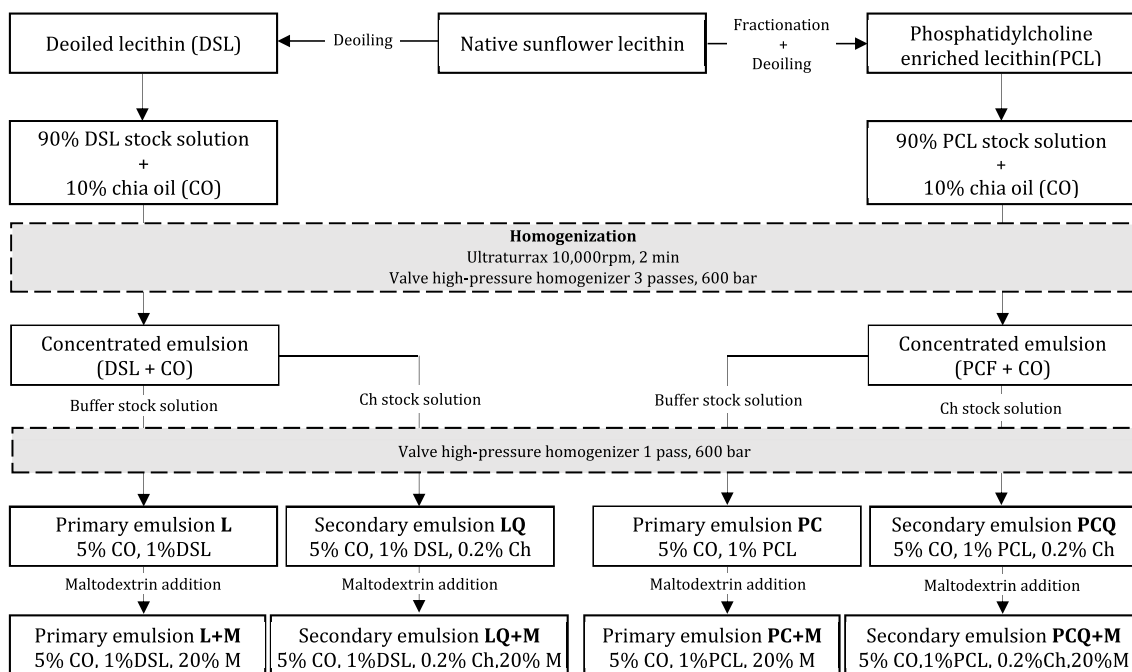 Deoiled lecithin (DSL)
Deoiling
Native sunflower lecithin
Fractionation
+
Deoiling
Phosphatidylcholine
enriched lecithin(PCL)
90% DSL stock solution
+
10% chia oil (CO)
90% PCL stock solution
+
10% chia oil (CO)
Homogenization
Ultraturrax 10,000rpm, 2 min
Valve high-pressure homogenizer 3 passes, 600 bar
Concentrated emulsion
(DSL + CO)
Concentrated emulsion
(PCF + CO)
Buffer stock solution
Ch stock solution
Buffer stock solution
Ch stock solution
Valve high-pressure homogenizer 1 pass, 600 bar
Primary emulsion L
5% CO, 1%DSL
Secondary emulsion LQ
5% CO, 1% DSL, 0.2% Ch
Primary emulsion PC
5% CO, 1% PCL
Secondary emulsion PCQ
5% CO, 1% PCL, 0.2% Ch
Maltodextrin addition
Maltodextrin addition
Maltodextrin addition
Maltodextrin addition
Primary emulsion L+M
5% CO, 1%DSL, 20% M
Secondary emulsion LQ+M
5% CO, 1%DSL, 0.2% Ch,20% M
Primary emulsion PC+M
5% CO, 1%PCL, 20% M
Secondary emulsion PCQ+M
5% CO,1%PCL, 0.2%Ch,20%M